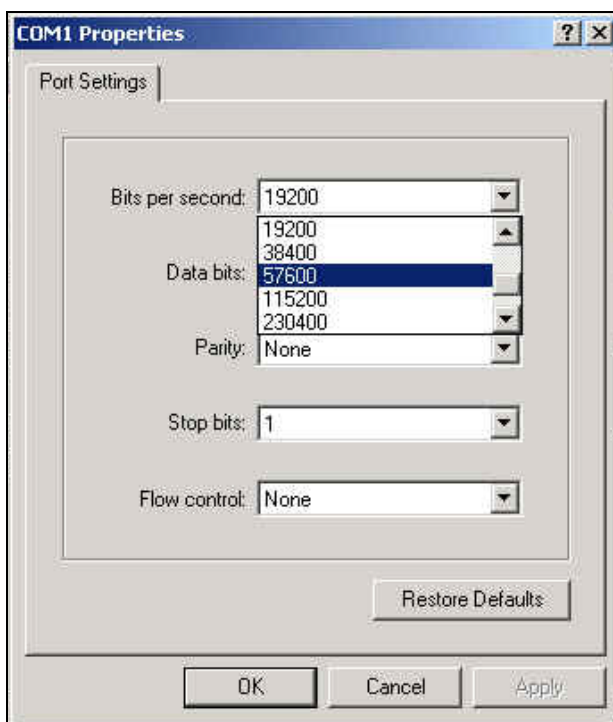 COM1 Properties
Port Settings
Bits per second: 19200
19200
38400
Data bits: 57600
115200
230400
Parity: None
Stop bits: 1
Flow control: None
Restore Defaults
OK Cancel Apply